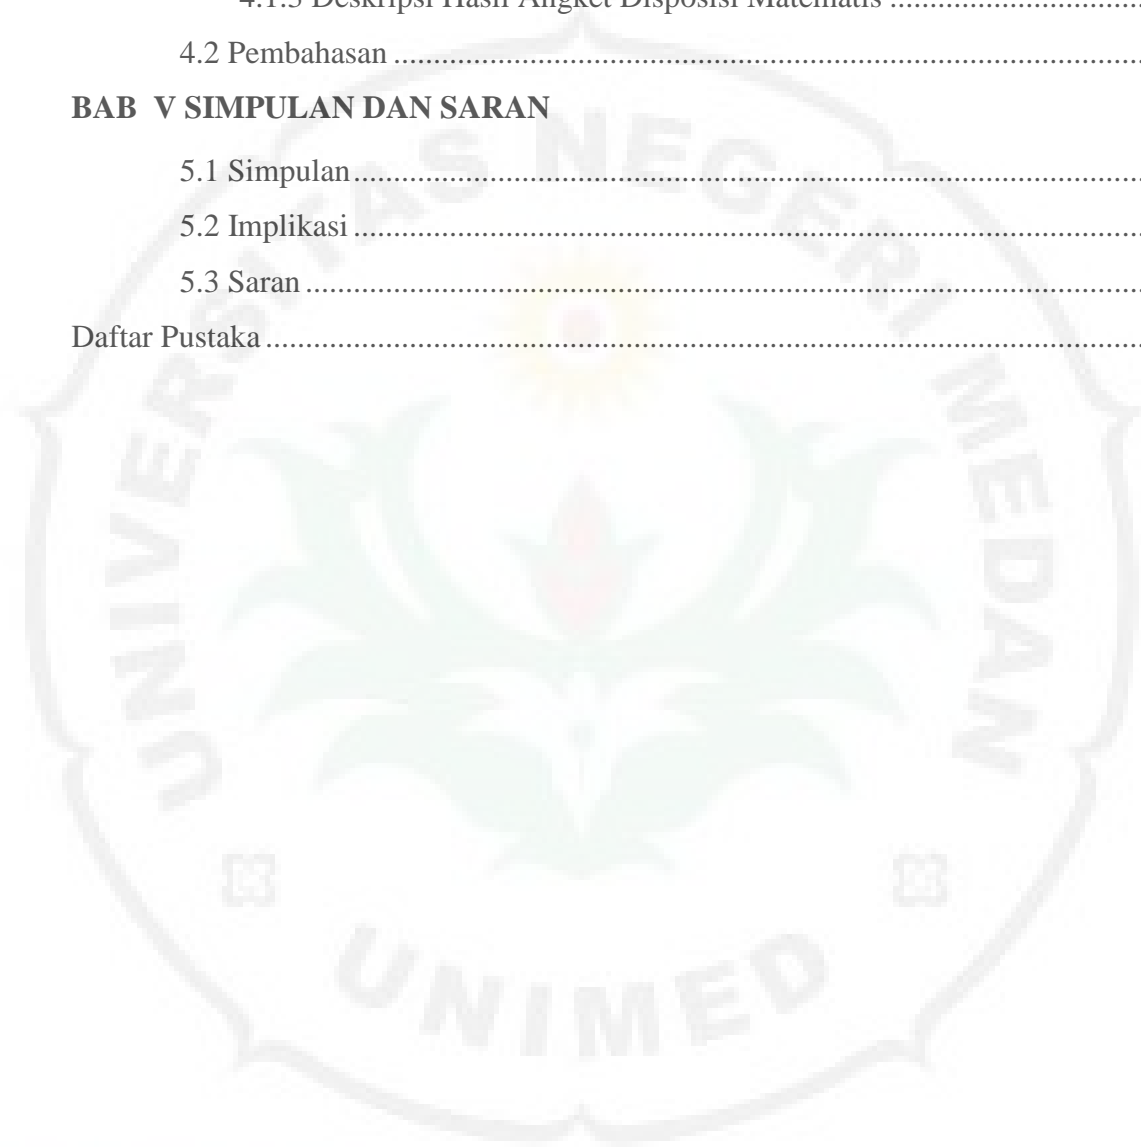 4.1.3 Deskripsi Hasil Angket Disposisi Matematis ................................
4.2 Pembahasan ................................................................................................
BAB V SIMPULAN DAN SARAN
5.1 Simpulan ................................................................................................
5.2 Implikasi ................................................................................................
5.3 Saran ................................................................................................
Daftar Pustaka ................................................................................................
UNIVERSITAS NEGERI MEDAN
UNIMED